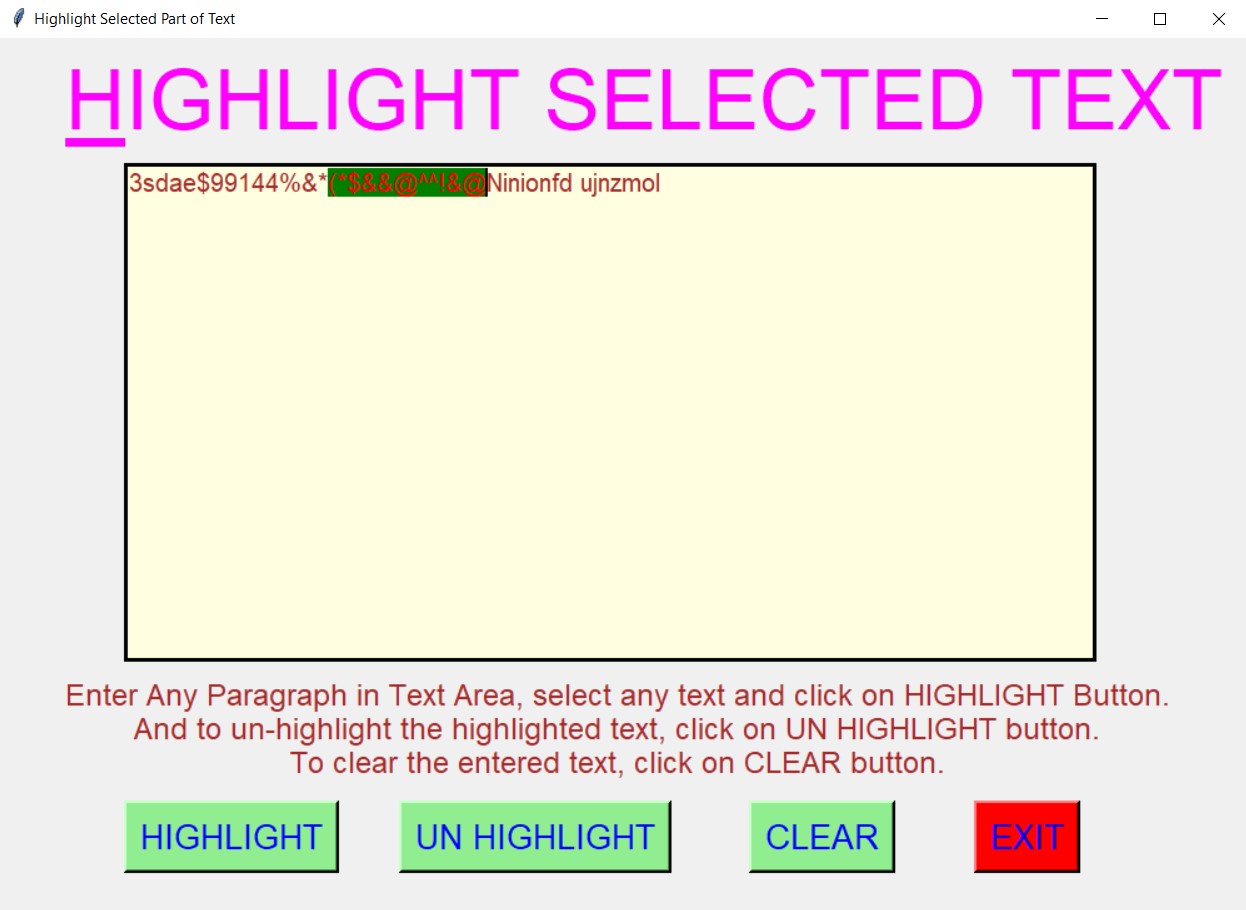 Highlight Selected Part of Text
HIGHLIGHT SELECTED TEXT
3sdae$99144%&*(*$&&@^^!&@Ninionfd ujnzmol
Enter Any Paragraph in Text Area, select any text and click on HIGHLIGHT Button.
And to un-highlight the highlighted text, click on UN HIGHLIGHT button.
To clear the entered text, click on CLEAR button.
HIGHLIGHT UN HIGHLIGHT CLEAR EXIT